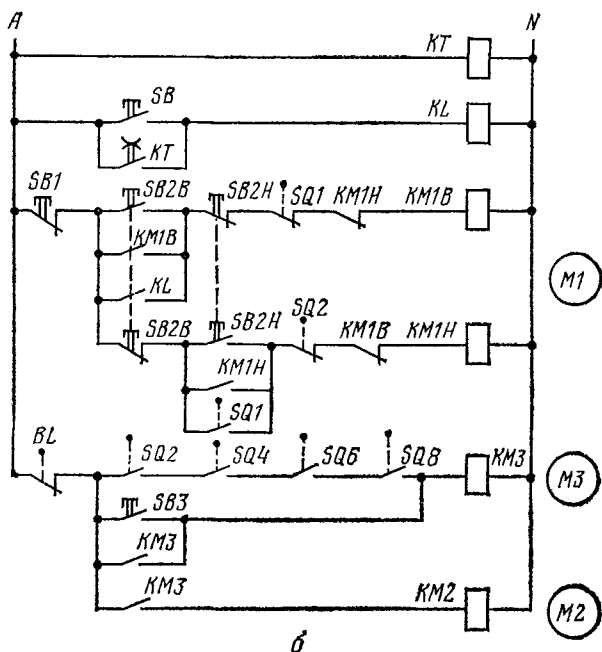 A N
KT
SB KL
KT
SB1 SB2B SB2H SQ1 KM1H KM1B
KM1B
M1
KL
SQ2
SB2B SB2H KM1B KM1H
KM1H
SQ1
BL SQ2 SQ4 SQ6 SQ8 KM3
M3
SB3
KM3
KM3 KM2
M2
б